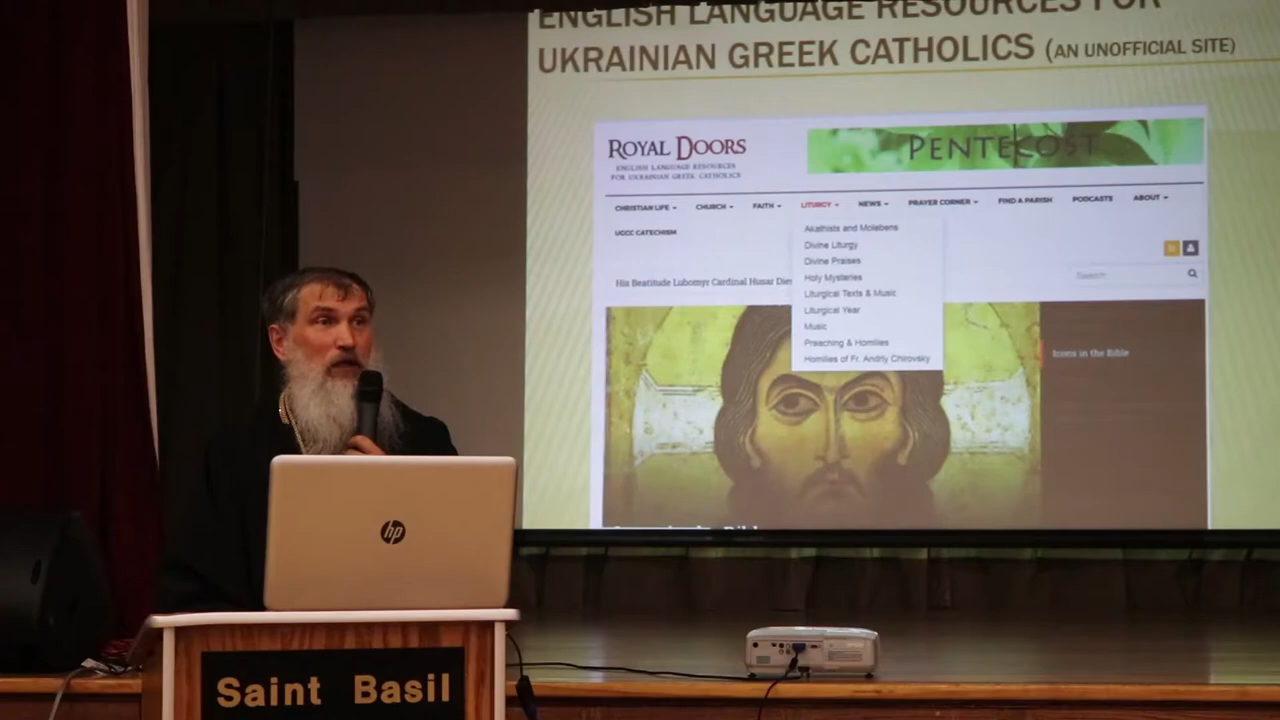 ENGLISH LANGUAGE RESOURCES FOR
UKRAINIAN GREEK CATHOLICS (AN UNOFFICIAL SITE)
ROYAL DOORS
ENGLISH LANGUAGE RESOURCES
FOR UKRAINIAN GREEK CATHOLICS
PENTECOST
CHRISTIAN LIFE CHURCH FAITH LITURGY NEWS PRAYER CORNER FIND A PARISH PODCASTS ABOUT
UGCC CATECHISM
Akathists and Molebens
Divine Liturgy
Divine Praises
Holy Mysteries
Liturgical Texts & Music
Liturgical Year
Music
Preaching & Homilies
Homilies of Fr. Andriy Chirovsky
Search
His Beatitude Lubomyr Cardinal Husar Dies
Icons in the Bible
hp
Saint Basil